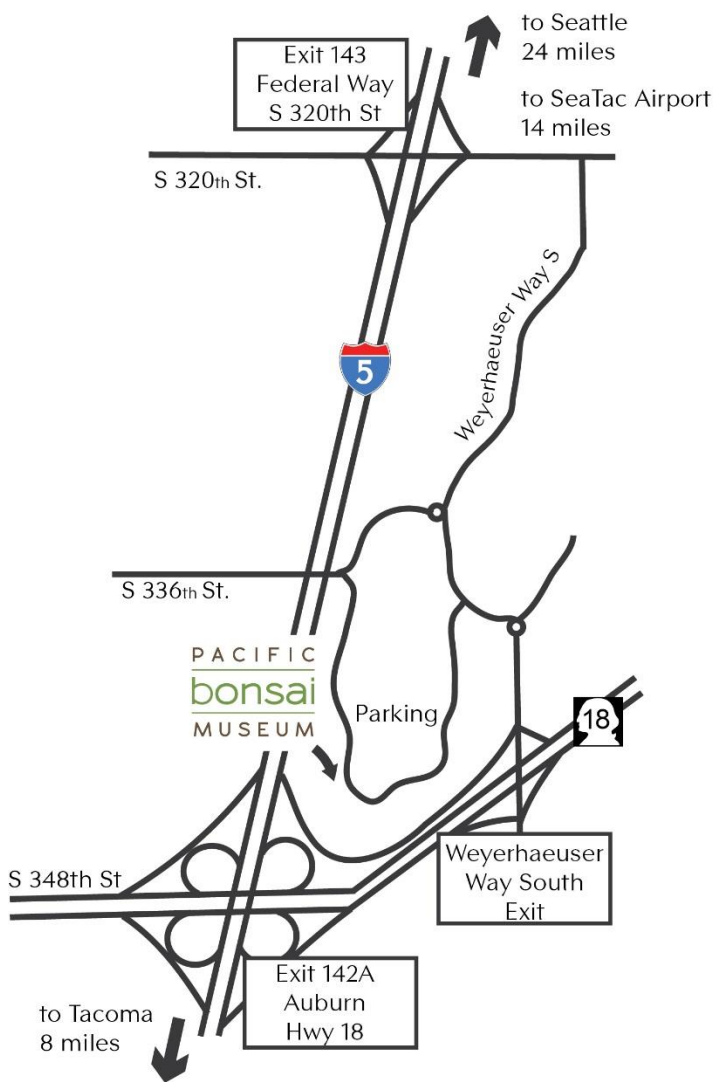 to Seattle
24 miles
Exit 143
Federal Way
S 320th St
to SeaTac Airport
14 miles
S 320th St.
Weyerhaeuser Way S
5
S 336th St.
PACIFIC
bonsai
MUSEUM
Parking
18
S 348th St
Weyerhaeuser
Way South
Exit
Exit 142A
Auburn
Hwy 18
to Tacoma
8 miles